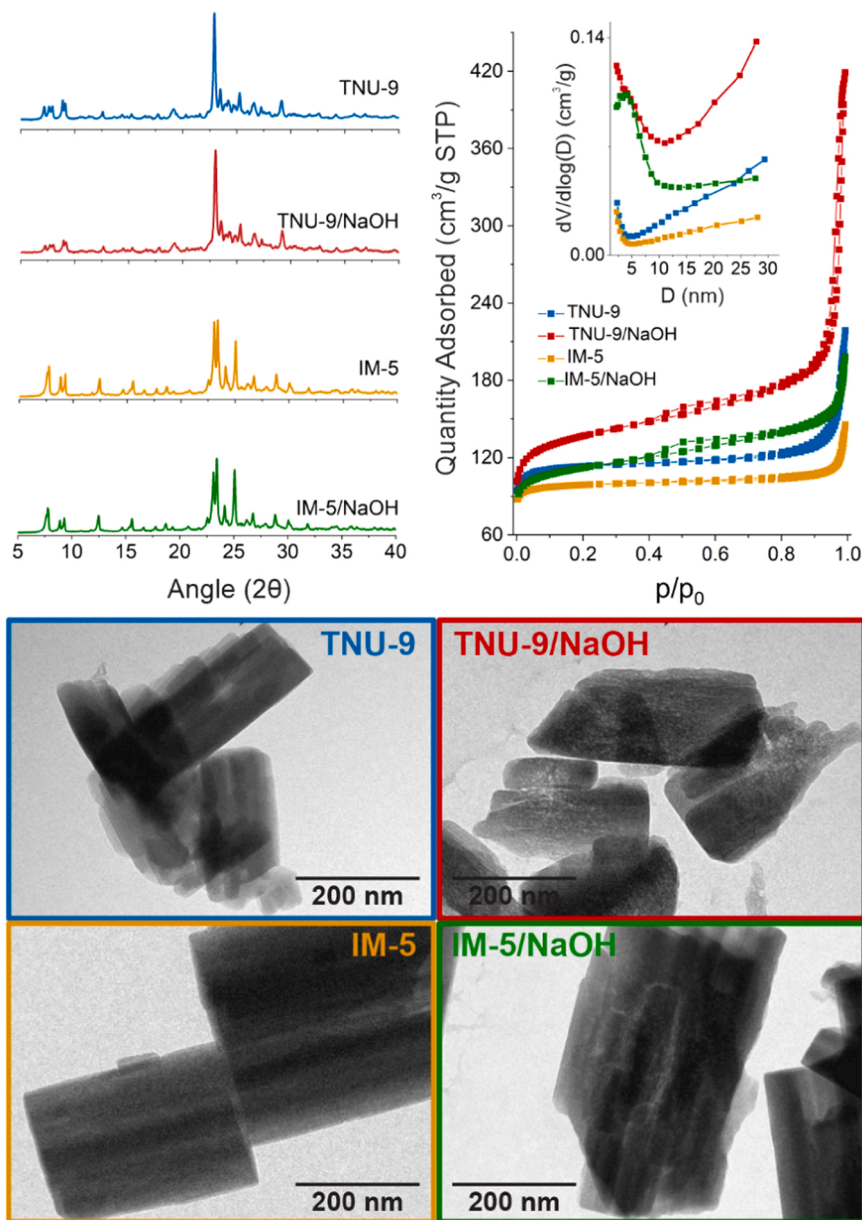 TNU-9
TNU-9/NaOH
IM-5
IM-5/NaOH
5 10 15 20 25 30 35 40
Angle (2θ)
Quantity Adsorbed (cm³/g STP)
420
360
300
240
180
120
60
0.0 0.2 0.4 0.6 0.8 1.0
p/p₀
dV/dlog(D) (cm³/g)
0.14
0.00
5 10 15 20 25 30
D (nm)
TNU-9
TNU-9/NaOH
IM-5
IM-5/NaOH
TNU-9
200 nm
TNU-9/NaOH
200 nm
IM-5
200 nm
IM-5/NaOH
200 nm